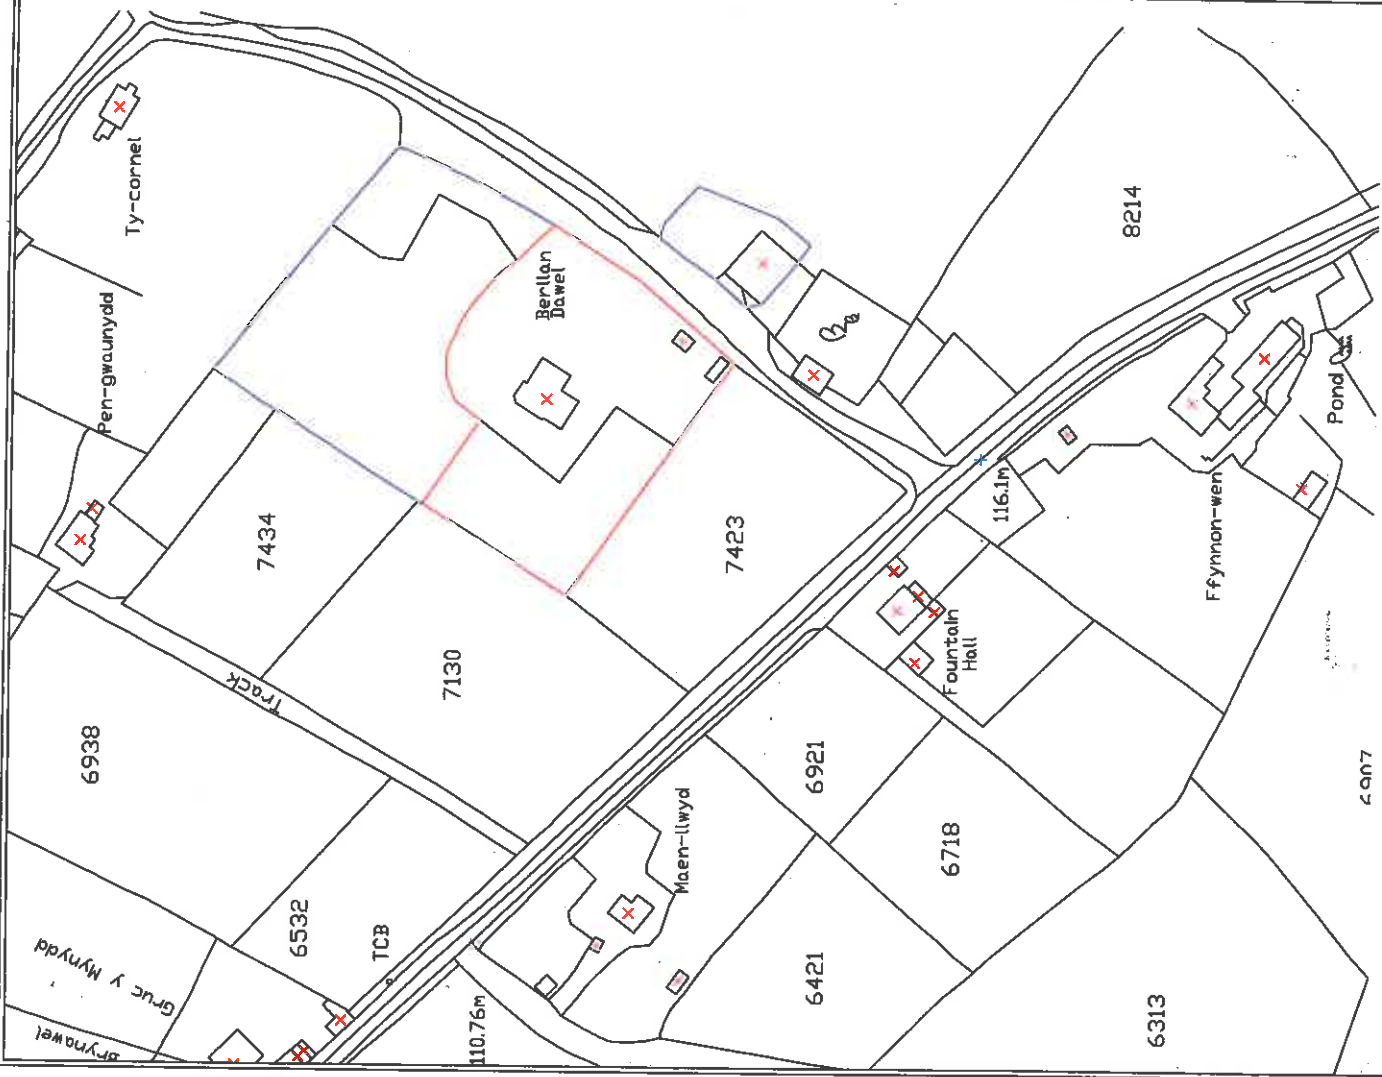 Ty-cornel
Pen-gwaunydd
Berllan
Dawel
8214
Pond
7434
7423
116.1m
Ffynnon-wen
Track
7130
Fountain
Hall
6938
6921
Maen-llwyd
6718
6532
TCB
6421
6313
110.76m
Gruc y Mynydd
Brynawel